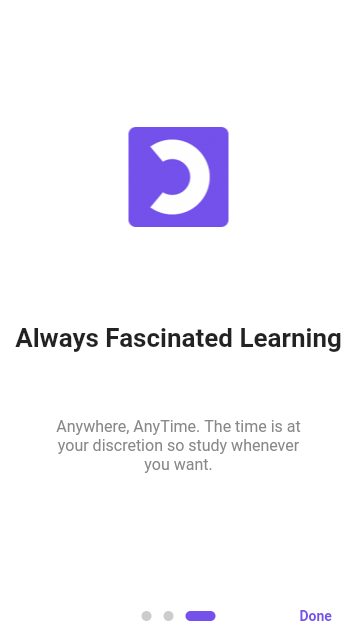 Always Fascinated Learning
Anywhere, AnyTime. The time is at
your discretion so study whenever
you want.
Done